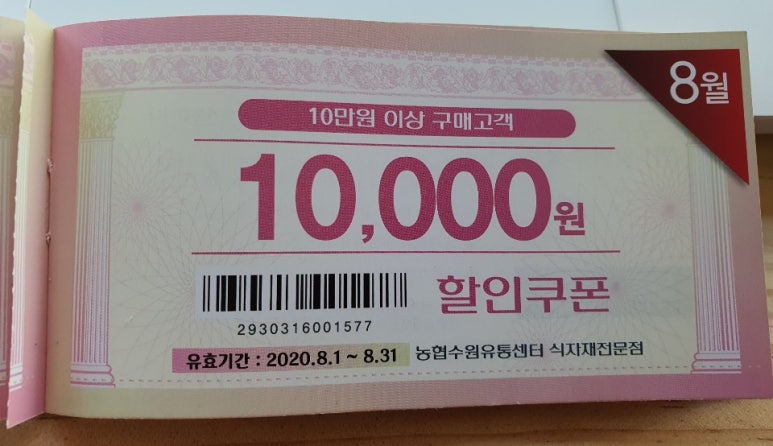 8월
10만원 이상 구매고객
10,000원
할인쿠폰
2930316001577
유효기간 : 2020.8.1 ~ 8.31
농협수원유통센터 식자재전문점